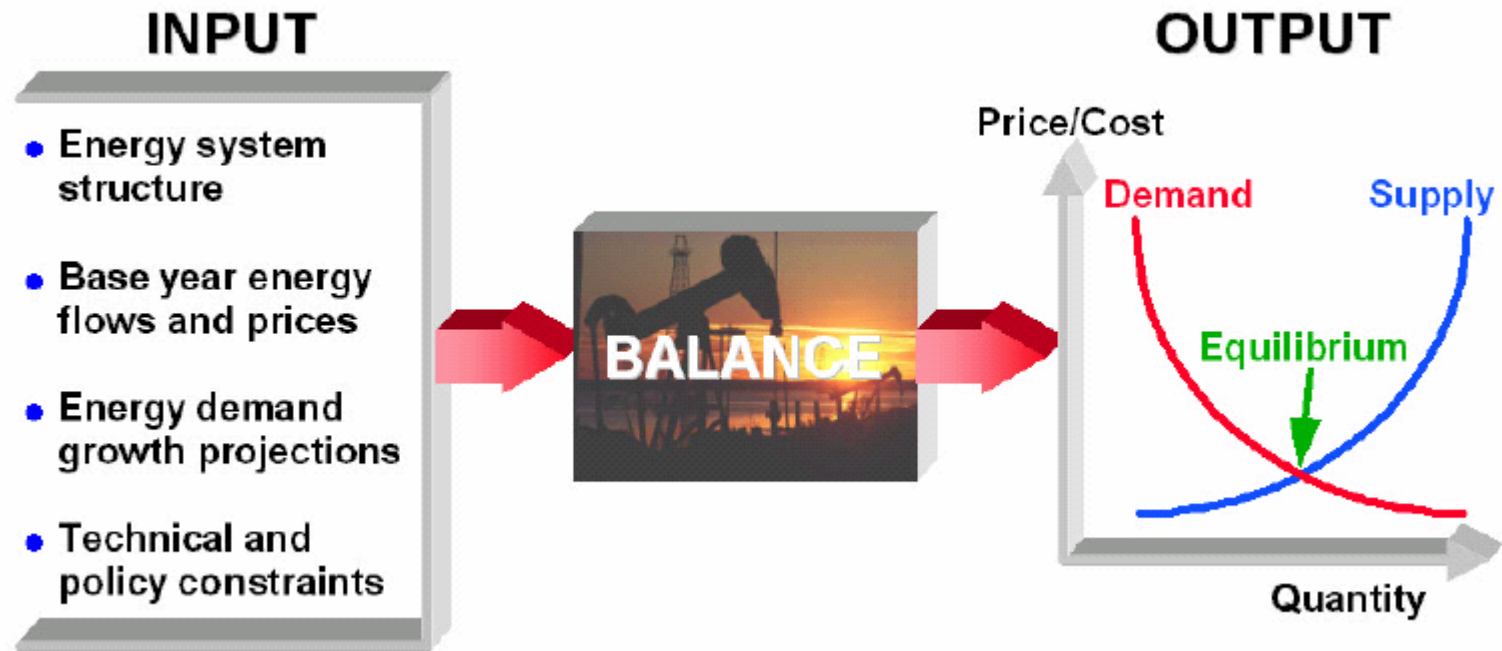 INPUT
Energy system
structure
Base year energy
flows and prices
Energy demand
growth projections
Technical and
policy constraints
BALANCE
OUTPUT
Price/Cost
Demand
Supply
Equilibrium
Quantity